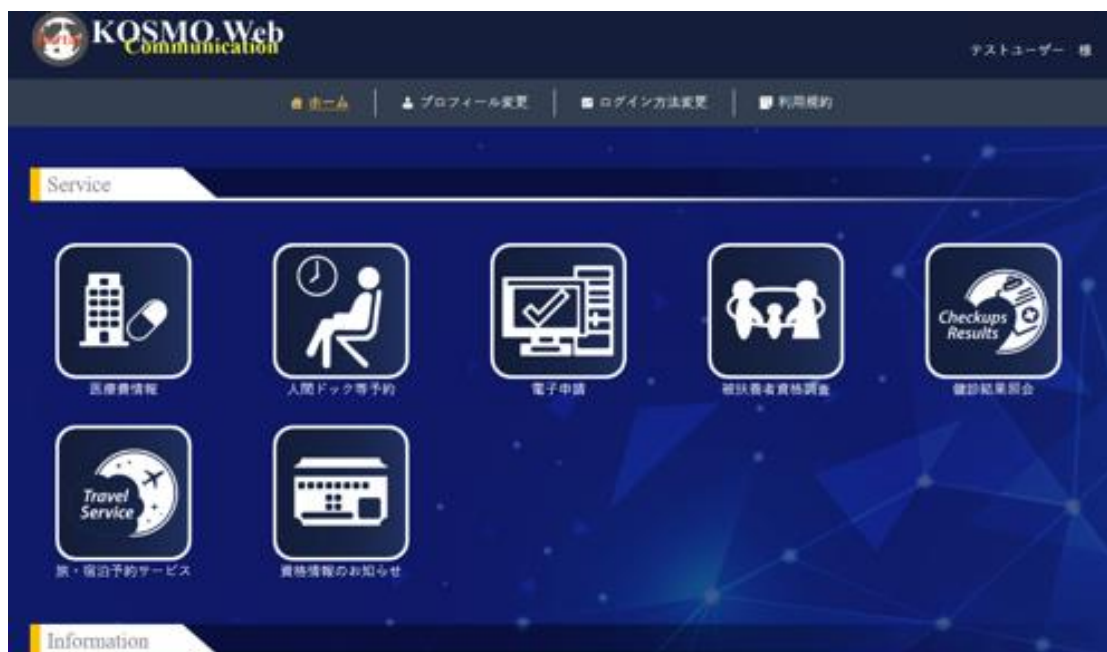 Portal KOSMO Web
Communication
テストユーザー 様
ホーム
プロフィール変更
ログイン方法変更
利用規約
Service
医療費情報
人間ドック等予約
電子申請
被扶養者資格調査
Checkups
Results
健診結果照会
Travel
Service
旅・宿泊予約サービス
資格情報のお知らせ
Information